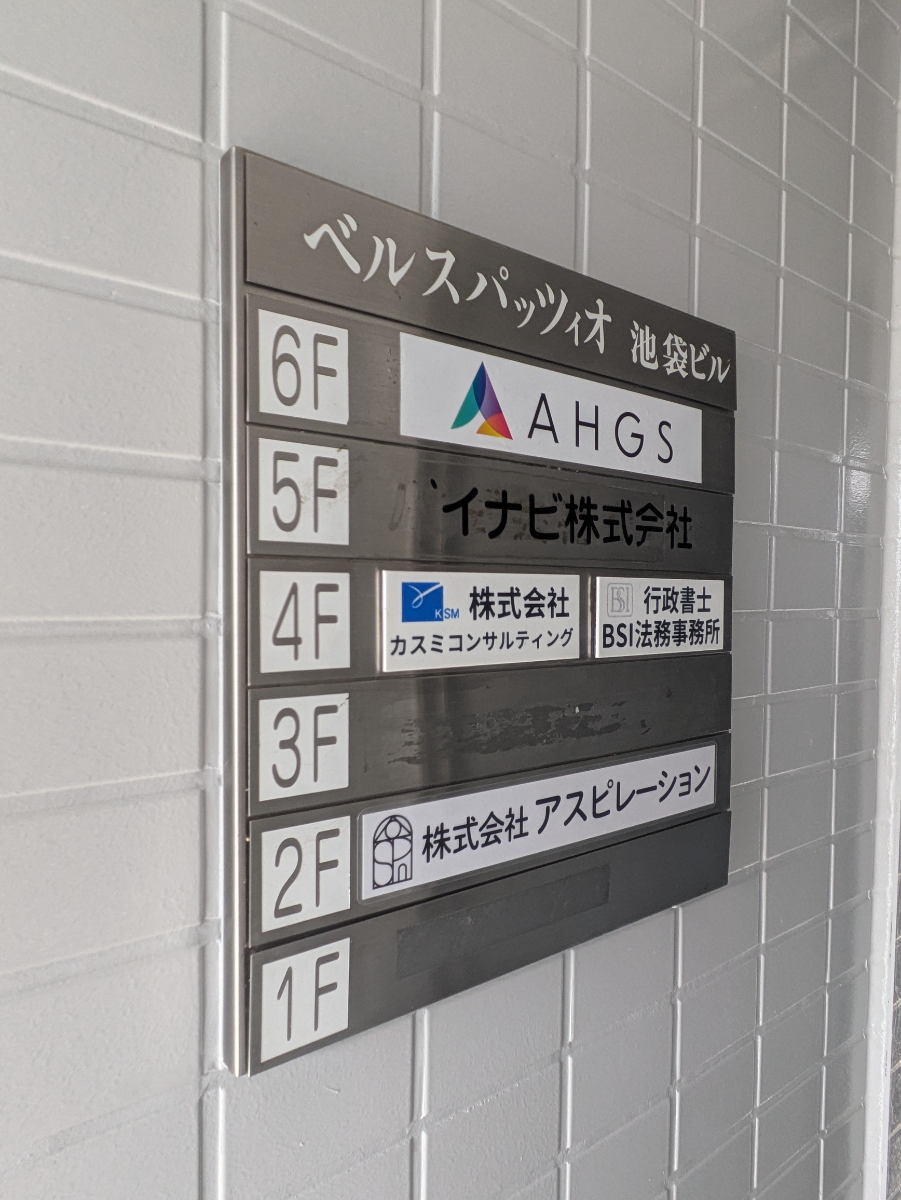 ベルスパッツィオ 池袋ビル
6F
AHGS
5F
イナビ株式会社
4F
KSM 株式会社
カスミコンサルティング
BSI 行政書士
BSI法務事務所
3F
2F
株式会社 アスピレーション
1F